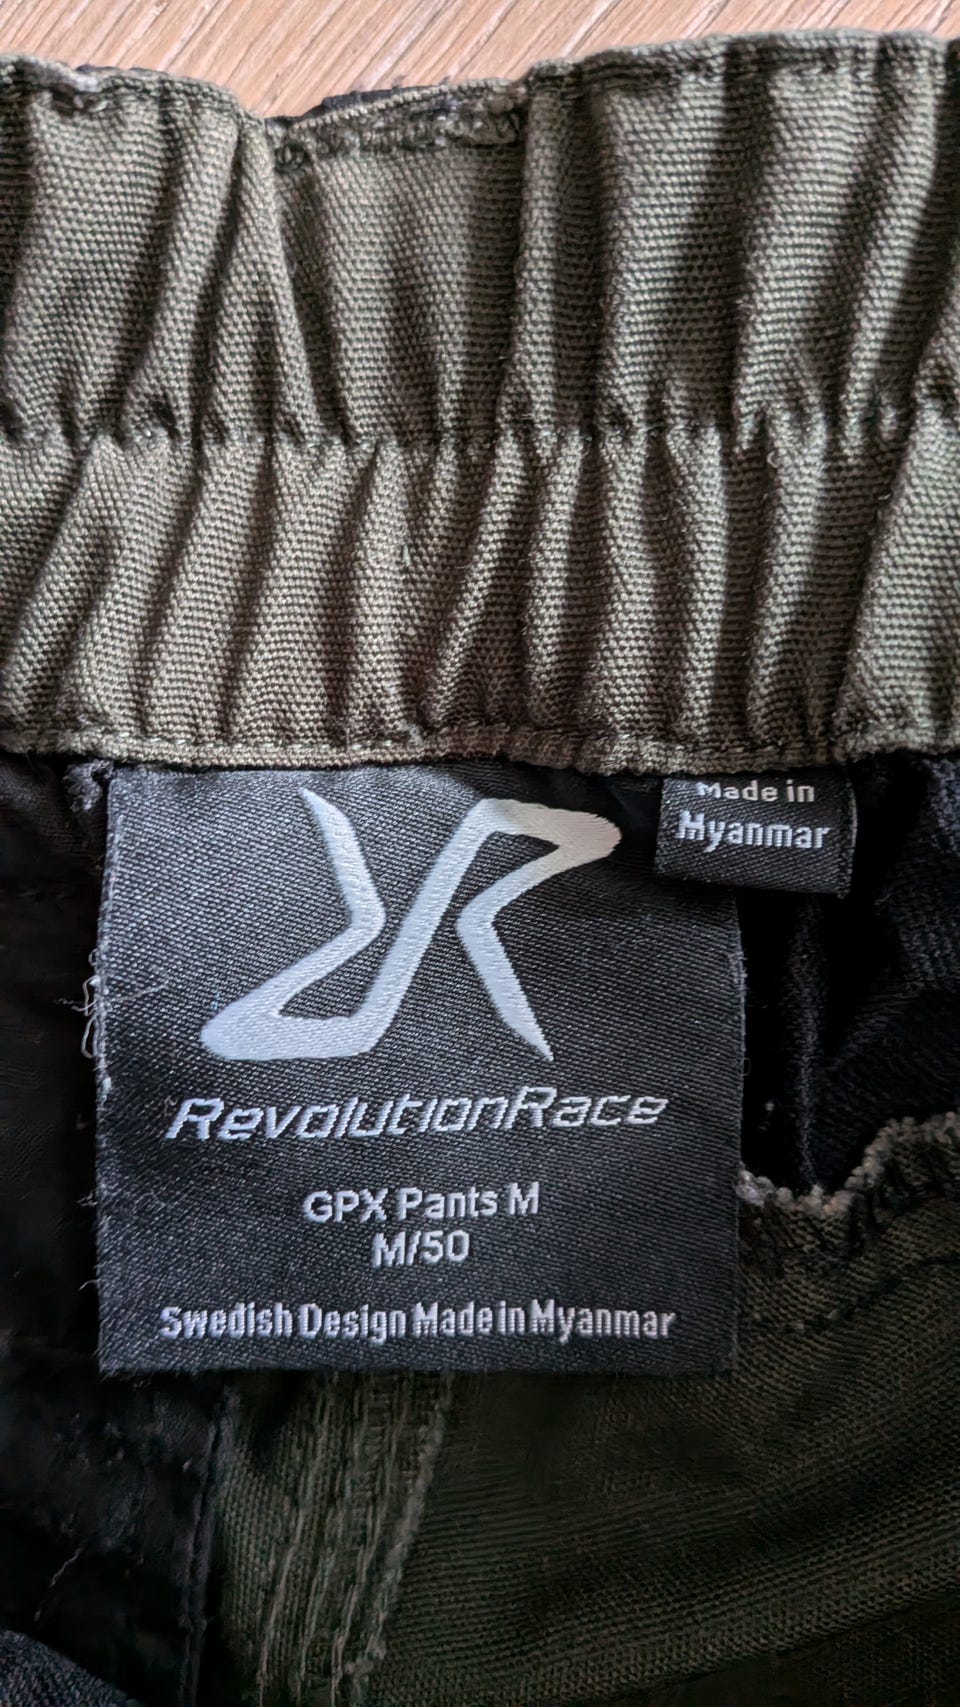 Made in
Myanmar
RevolutionRace
GPX Pants M
M/50
Swedish Design Made in Myanmar